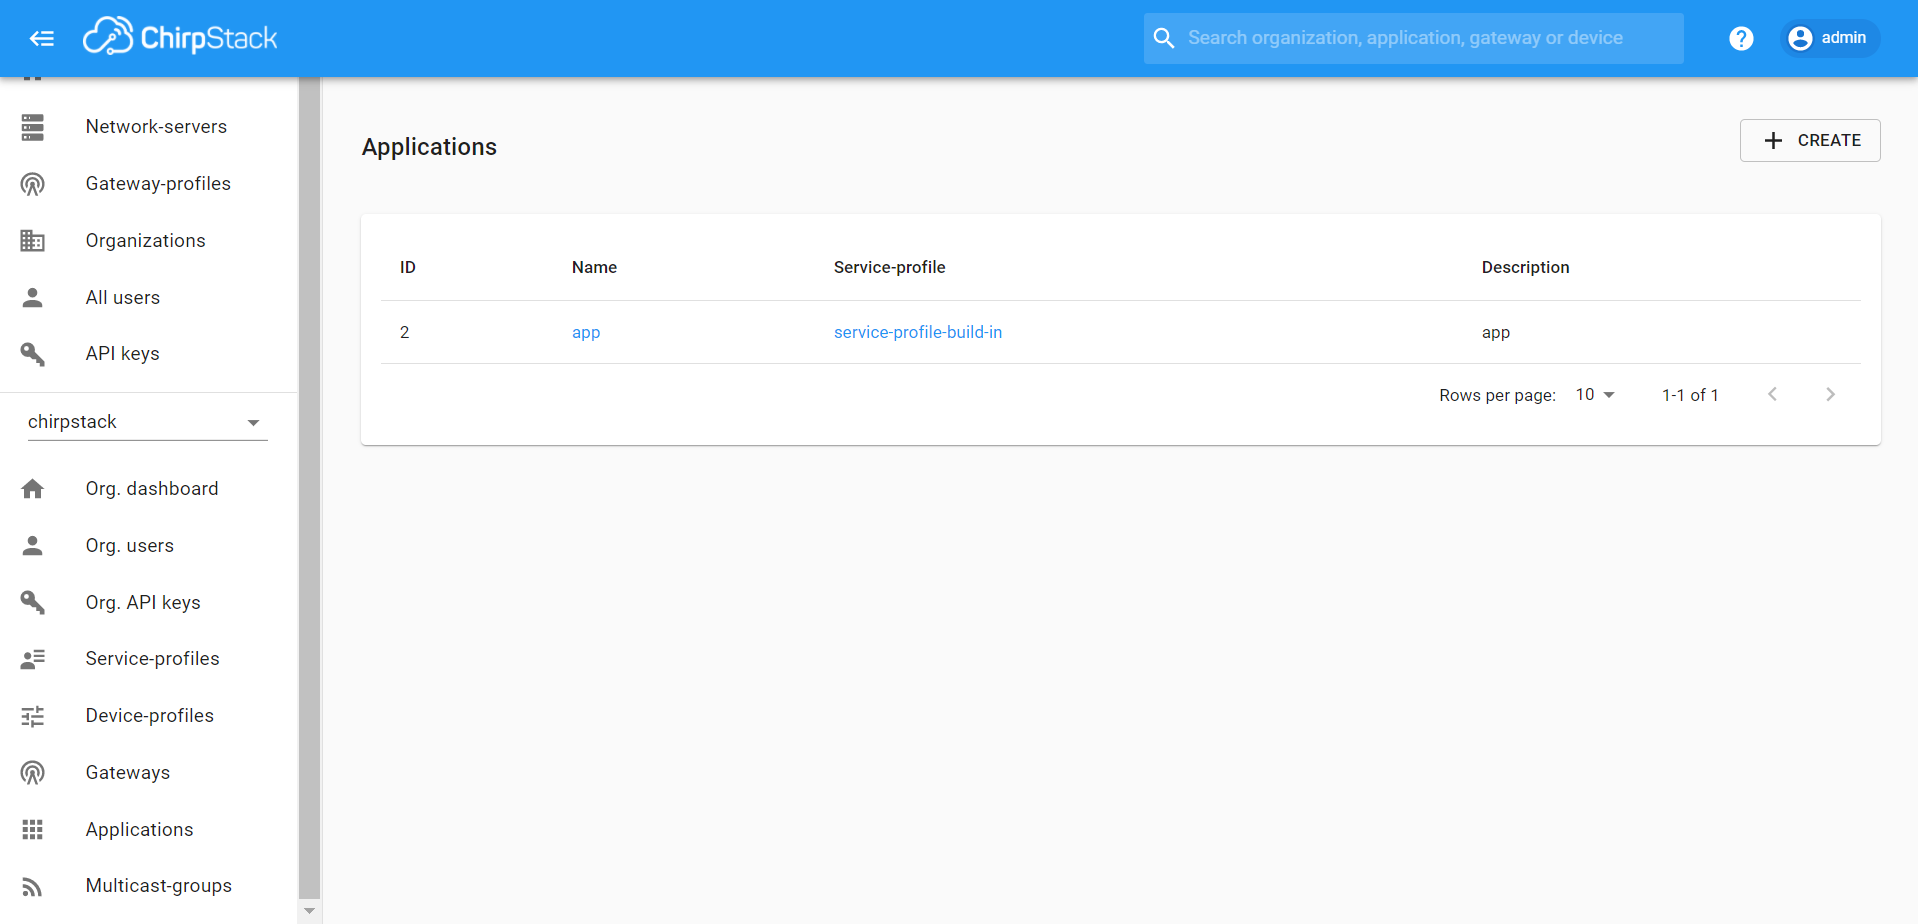 ChirpStack
Search organization, application, gateway or device
?
admin
Network-servers
Gateway-profiles
Organizations
All users
API keys
chirpstack
Org. dashboard
Org. users
Org. API keys
Service-profiles
Device-profiles
Gateways
Applications
Multicast-groups
Applications
+ CREATE
ID Name Service-profile Description
2 app service-profile-build-in app
Rows per page: 10 1-1 of 1